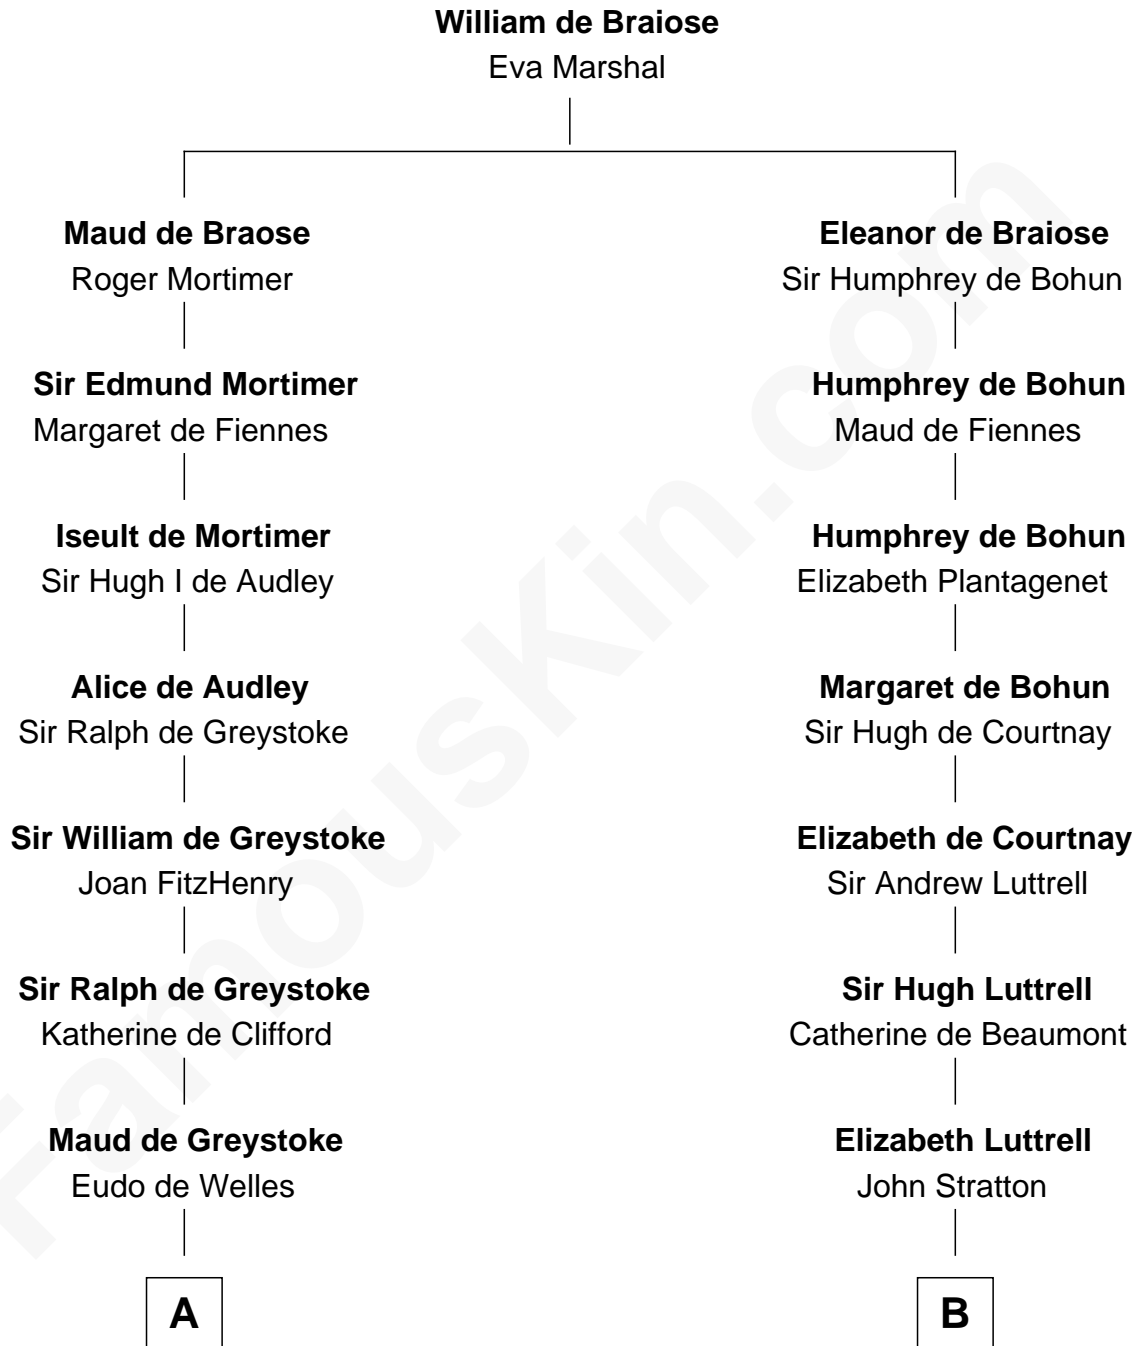 William de Braiose
Eva Marshal
Maud de Braose
Roger Mortimer
Eleanor de Braiose
Sir Humphrey de Bohun
Sir Edmund Mortimer
Margaret de Fiennes
Humphrey de Bohun
Maud de Fiennes
Iseult de Mortimer
Sir Hugh I de Audley
Humphrey de Bohun
Elizabeth Plantagenet
Alice de Audley
Sir Ralph de Greystoke
Margaret de Bohun
Sir Hugh de Courtnay
Sir William de Greystoke
Joan FitzHenry
Elizabeth de Courtnay
Sir Andrew Luttrell
Sir Ralph de Greystoke
Katherine de Clifford
Sir Hugh Luttrell
Catherine de Beaumont
Maud de Greystoke
Eudo de Welles
Elizabeth Luttrell
John Stratton
A
B
FamousKin.com